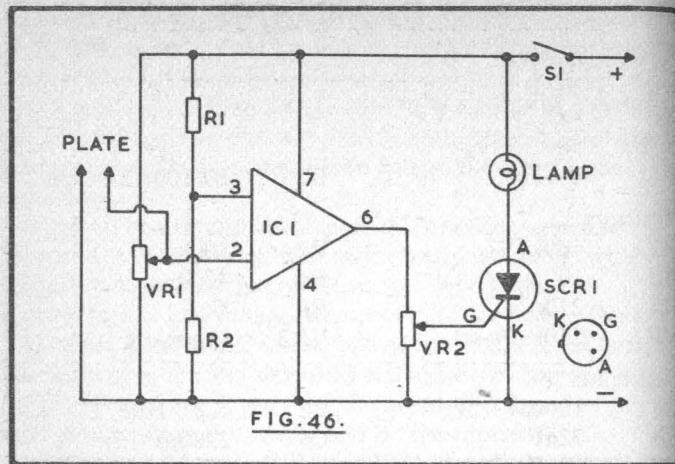 S1
+
R1
PLATE
LAMP
3
7
IC1
6
2
A
4
SCR1
VR1
G
K
K
G
R2
VR2
A
−
FIG.46.